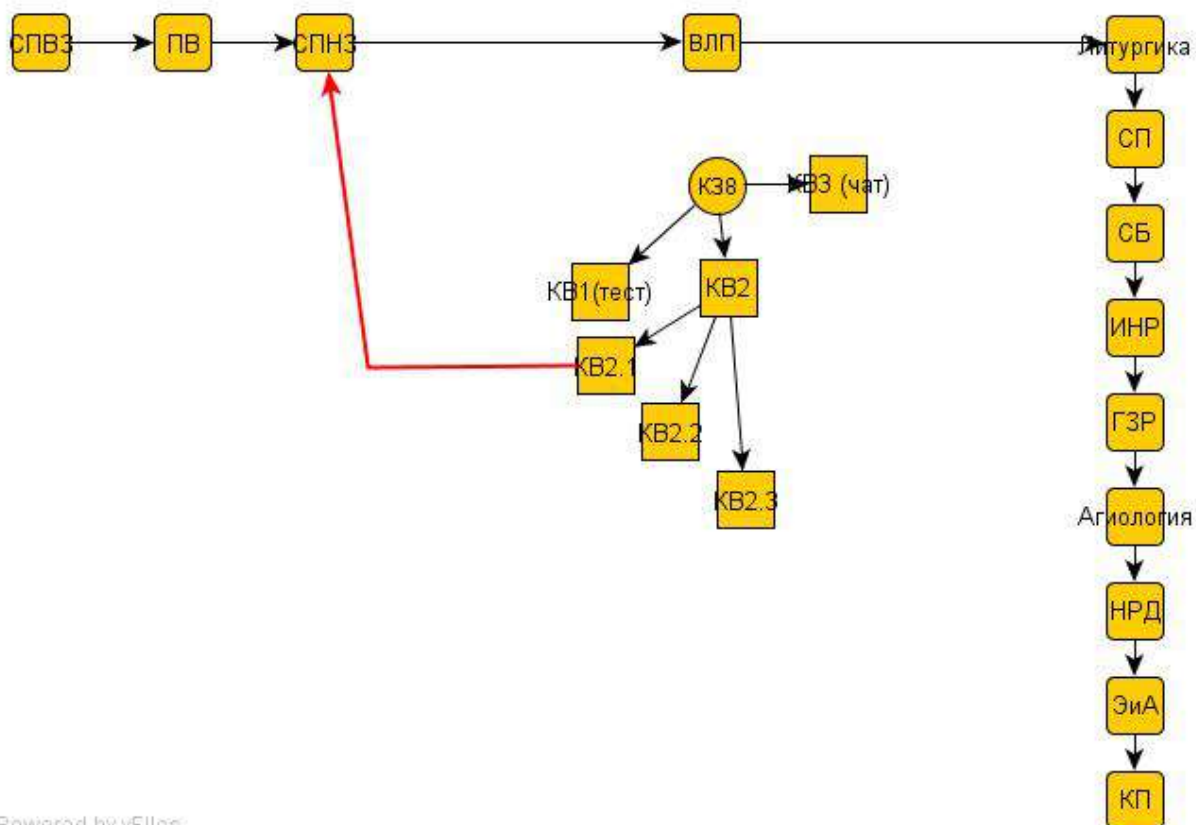 СПВЗ
ПВ
СПНЗ
ВЛП
Литургика
СП
КЗ8
КВ3 (чат)
СБ
КВ1(тест)
КВ2
ИНР
КВ2.1
КВ2.2
ГЗР
КВ2.3
Агиология
НРД
ЭиА
КП
Powered by yFiles